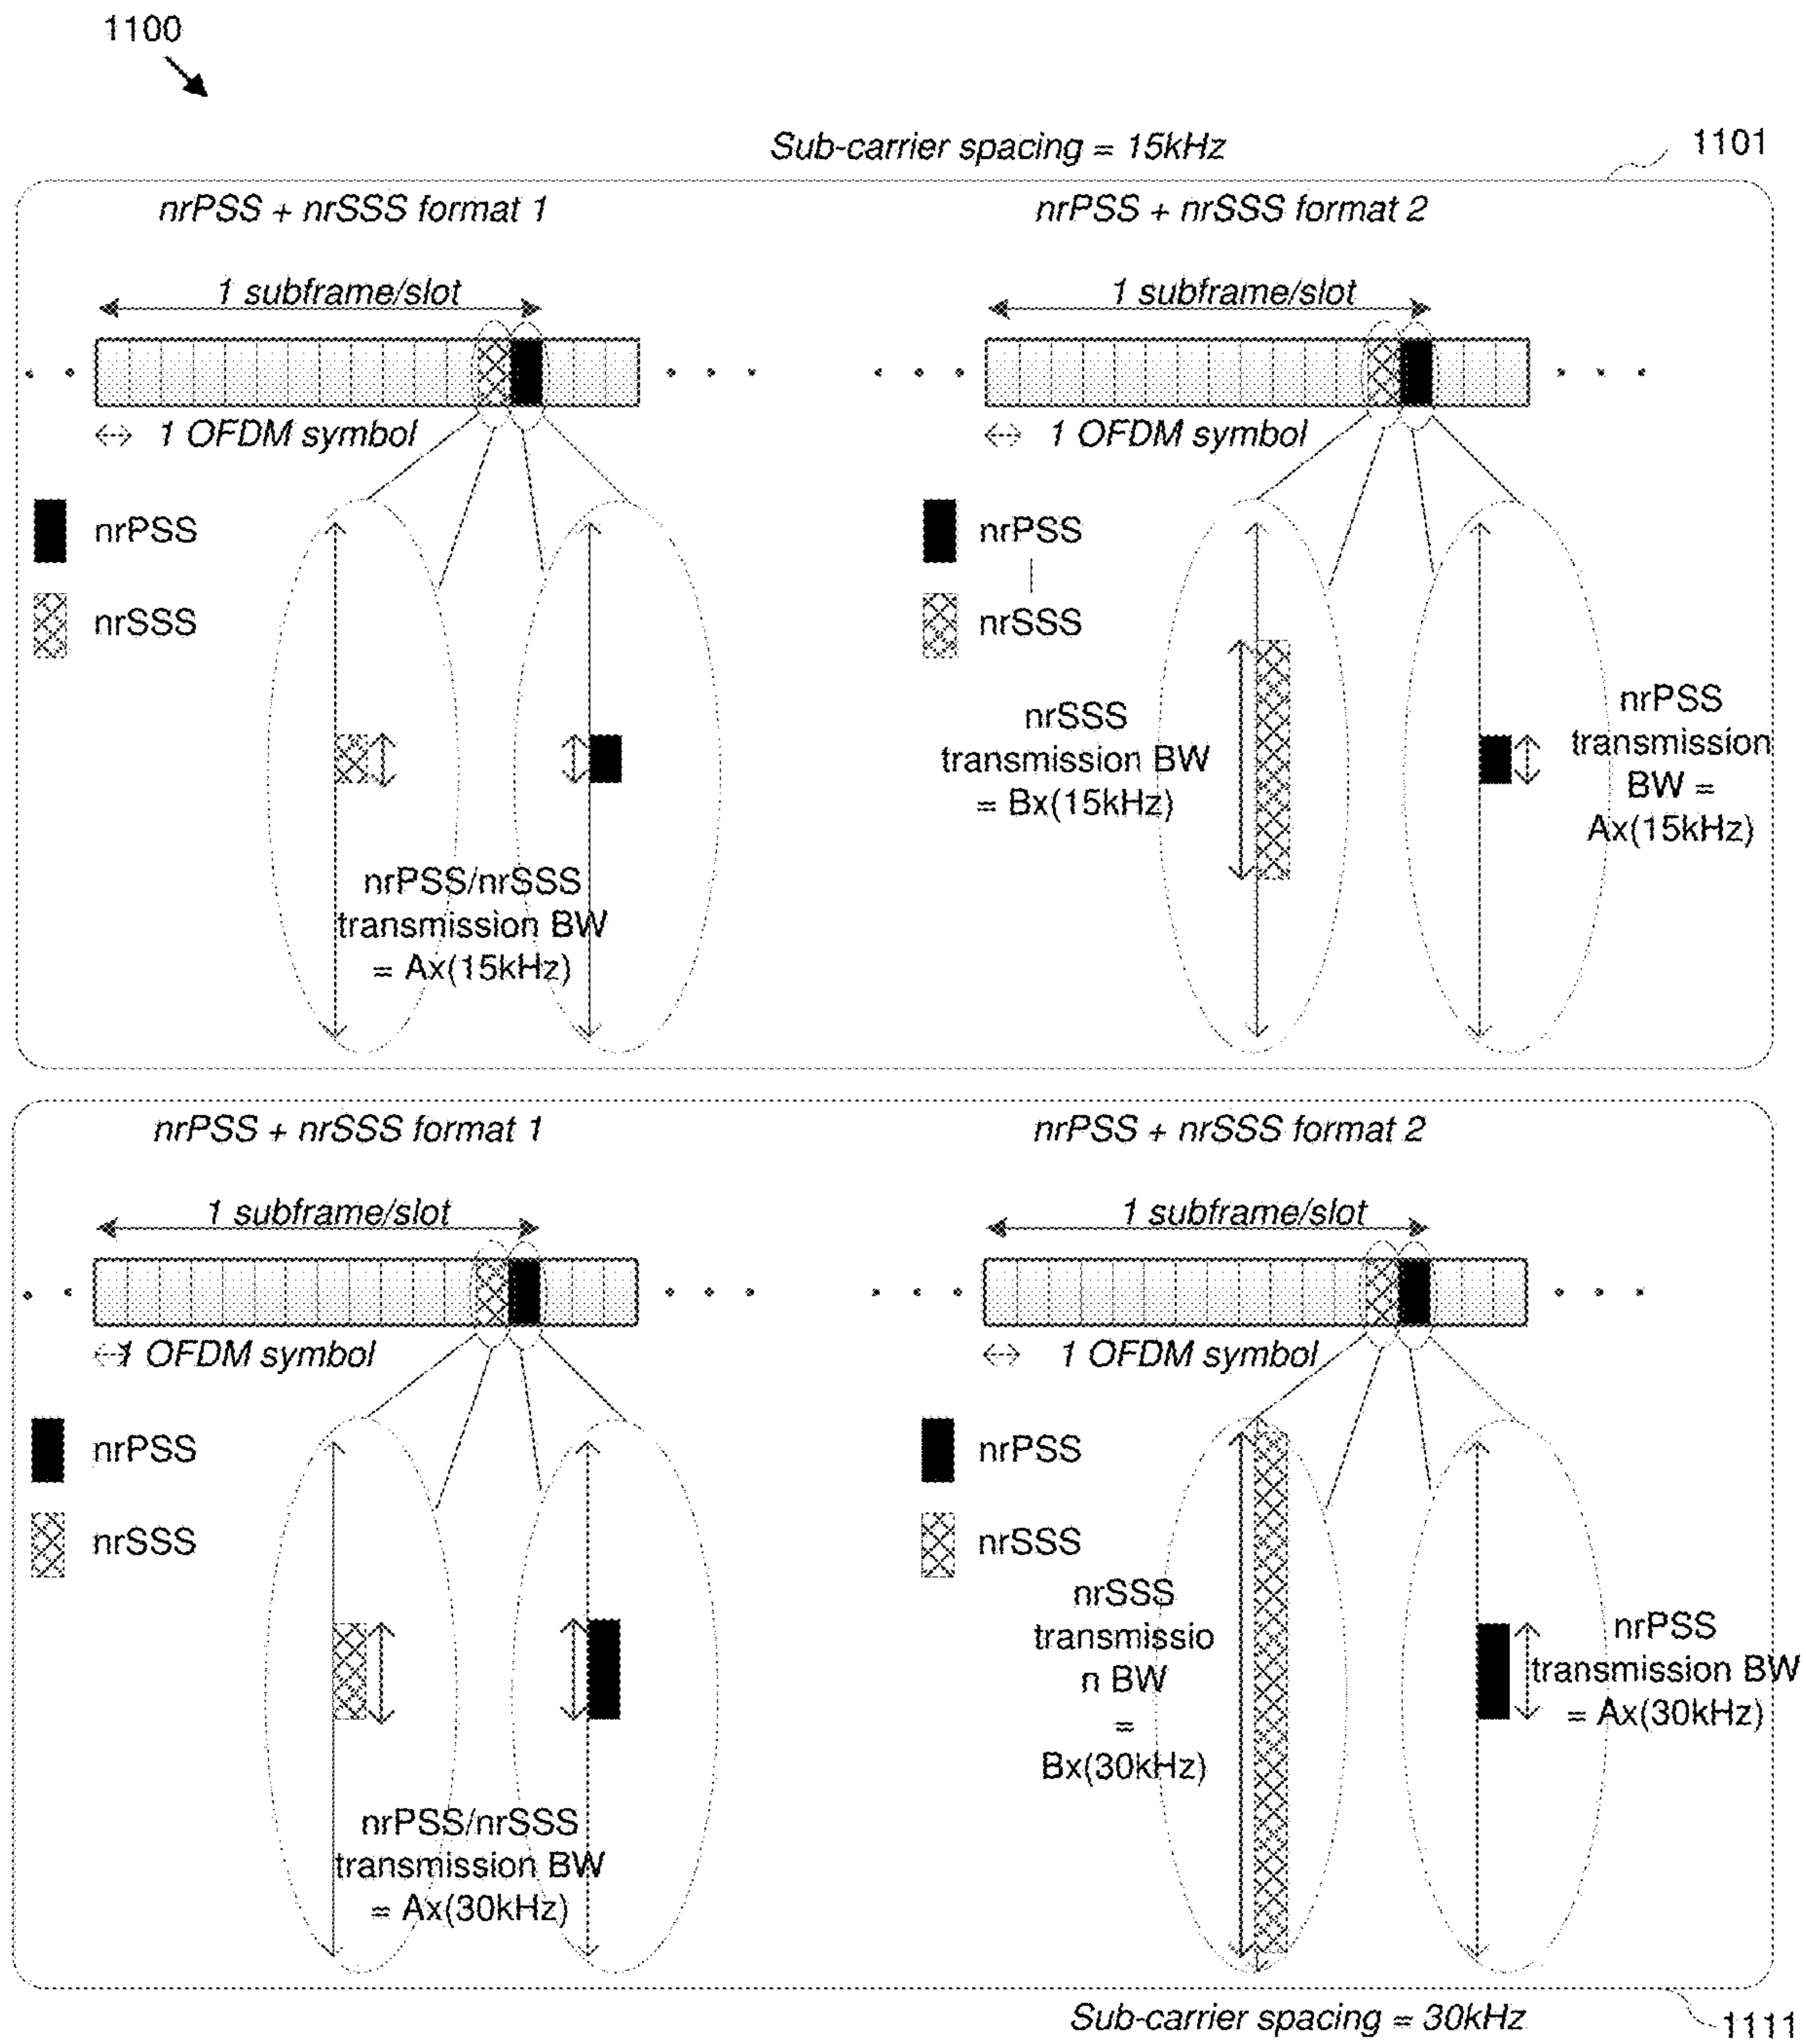 1100
Sub-carrier spacing = 15kHz
1101
nrPSS + nrSSS format 1
1 subframe/slot
1 OFDM symbol
nrPSS
nrSSS
nrPSS/nrSSS
transmission BW
= Ax(15kHz)
nrPSS + nrSSS format 2
1 subframe/slot
1 OFDM symbol
nrPSS
nrSSS
nrSSS
transmission BW
= Bx(15kHz)
nrPSS
transmission
BW =
Ax(15kHz)
nrPSS + nrSSS format 1
1 subframe/slot
1 OFDM symbol
nrPSS
nrSSS
nrPSS/nrSSS
transmission BW
= Ax(30kHz)
nrPSS + nrSSS format 2
1 subframe/slot
1 OFDM symbol
nrPSS
nrSSS
nrSSS
transmissio
n BW
=
Bx(30kHz)
nrPSS
transmission BW
= Ax(30kHz)
Sub-carrier spacing = 30kHz
1111